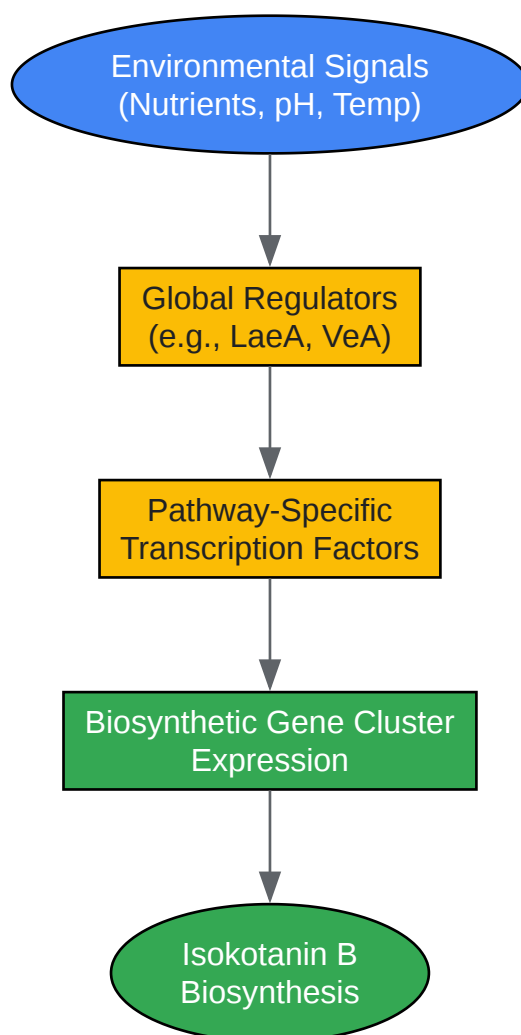 Environmental Signals
(Nutrients, pH, Temp)
Global Regulators
(e.g., LaeA, VeA)
Pathway-Specific
Transcription Factors
Biosynthetic Gene Cluster
Expression
Isokotanin B
Biosynthesis